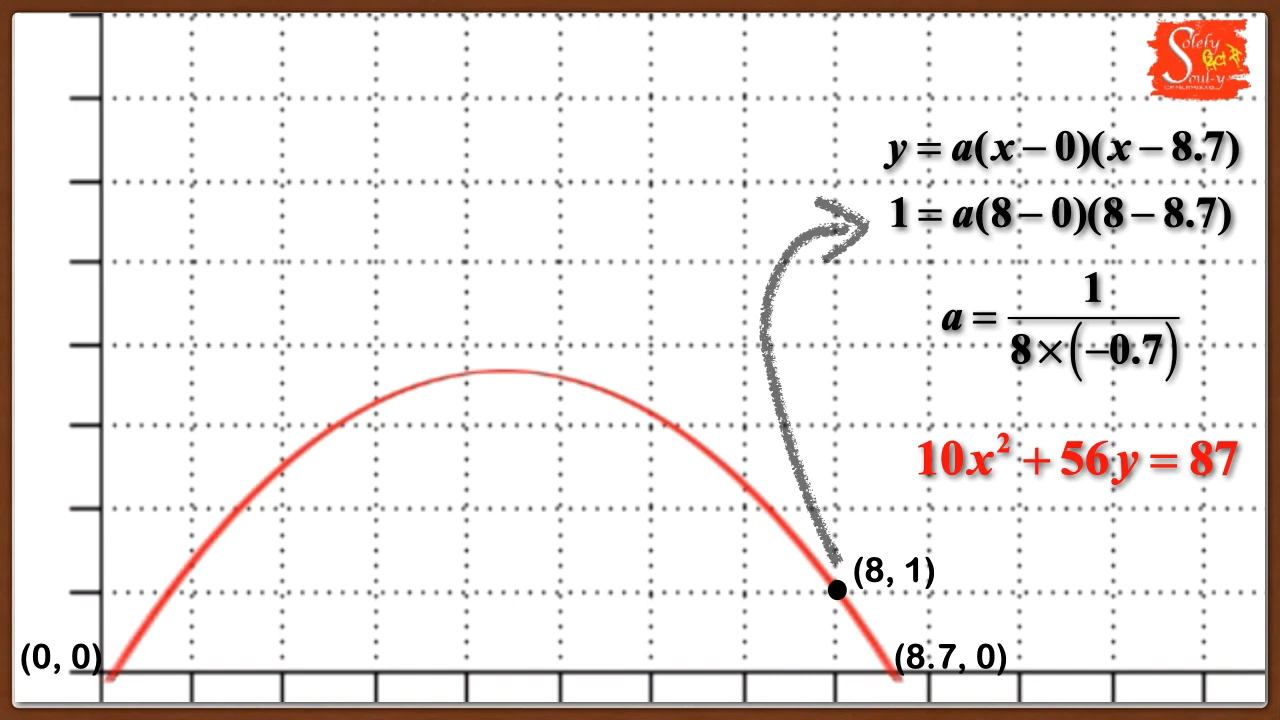 Solely
Soul-y
y = a(x − 0)(x − 8.7)
1 = a(8 − 0)(8 − 8.7)
a = 1 / 8 × (−0.7)
10x² + 56y = 87
(8, 1)
(0, 0)
(8.7, 0)